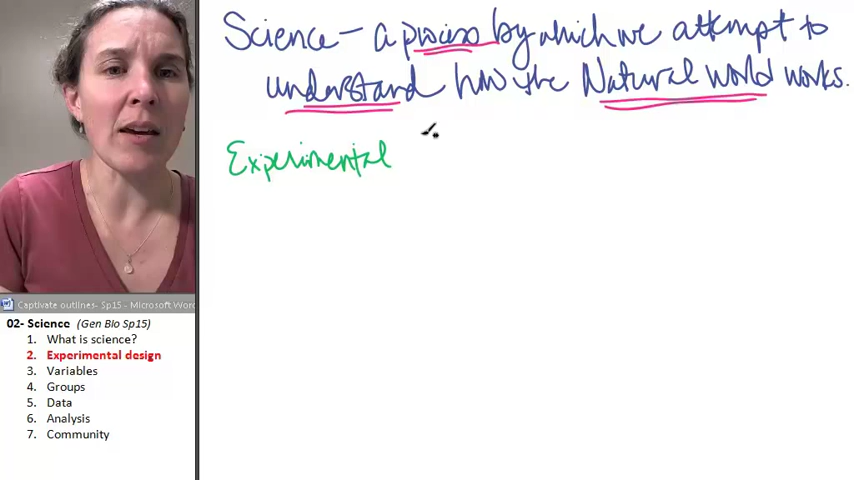 Science - a process by which we attempt to
understand how the Natural world works.
Experimental
Captivate outlines- Sp15 - Microsoft Word
02- Science (Gen Bio Sp15)
1. What is science?
2. Experimental design
3. Variables
4. Groups
5. Data
6. Analysis
7. Community